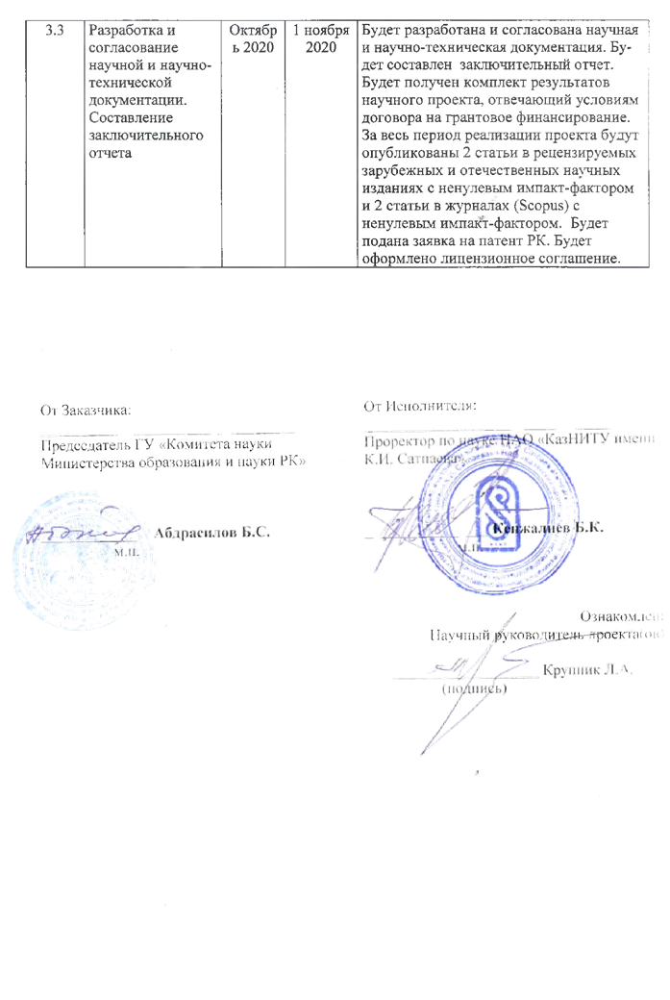 3.3
Разработка и
согласование
научной и научно-
технической
документации.
Составление
заключительного
отчета
Октябр
ь 2020
1 ноября
2020
Будет разработана и согласована научная
и научно-техническая документация. Бу-
дет составлен заключительный отчет.
Будет получен комплект результатов
научного проекта, отвечающий условиям
договора на грантовое финансирование.
За весь период реализации проекта будут
опубликованы 2 статьи в рецензируемых
зарубежных и отечественных научных
изданиях с ненулевым импакт-фактором
и 2 статьи в журналах (Scopus) с
ненулевым импакт-фактором. Будет
подана заявка на патент РК. Будет
оформлено лицензионное соглашение.
От Заказчика:
Председатель ГУ «Комитета науки
Министерства образования и науки РК»
Абдрасилов Б.С.
М.П.
От Исполнителя:
Проректор по науке НАО «КазНИТУ имени
К.И. Сатпаева»
Кенжалиев Б.К.
М.П.
Ознакомлен:
Научный руководитель проекта
Крупник Л.А.
(подпись)